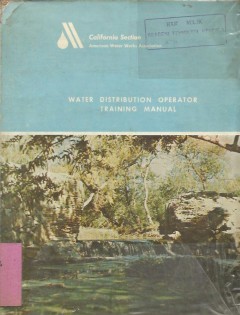 California Section
American Water Works Association
WATER DISTRIBUTION OPERATOR
TRAINING MANUAL